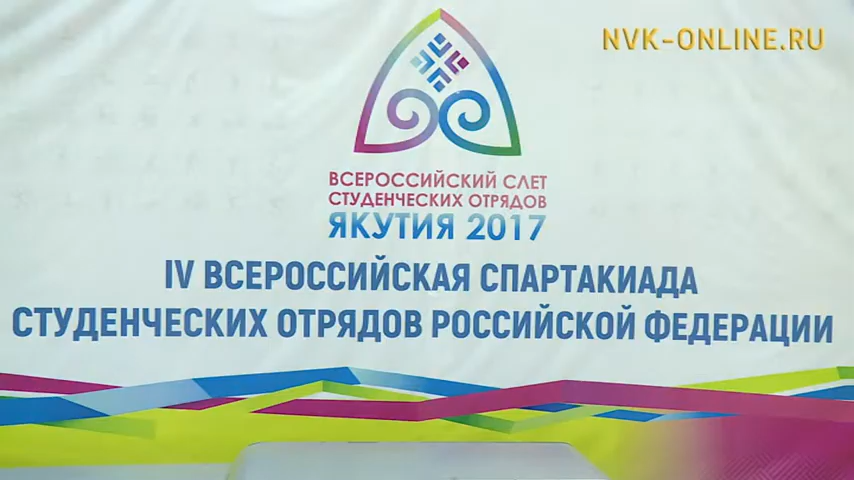 NVK-ONLINE.RU
ВСЕРОССИЙСКИЙ СЛЕТ
СТУДЕНЧЕСКИХ ОТРЯДОВ
ЯКУТИЯ 2017
IV ВСЕРОССИЙСКАЯ СПАРТАКИАДА
СТУДЕНЧЕСКИХ ОТРЯДОВ РОССИЙСКОЙ ФЕДЕРАЦИИ